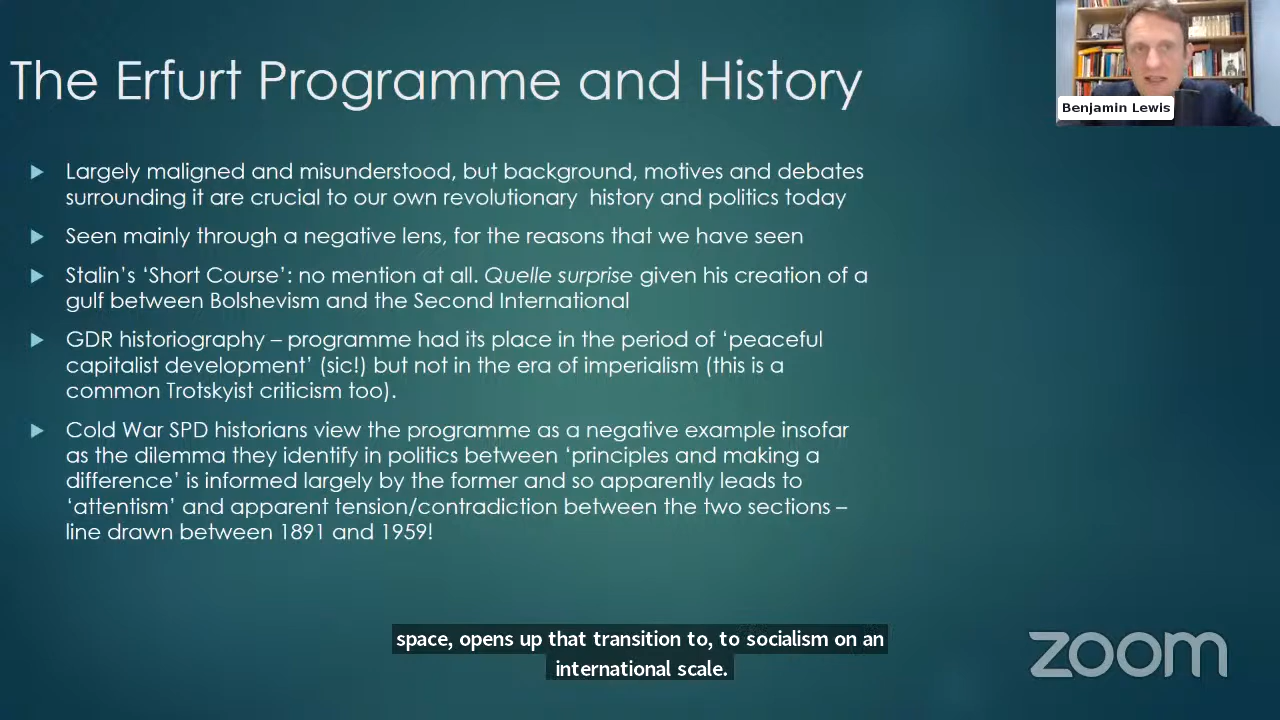 The Erfurt Programme and History
Benjamin Lewis
Largely maligned and misunderstood, but background, motives and debates
surrounding it are crucial to our own revolutionary  history and politics today
Seen mainly through a negative lens, for the reasons that we have seen
Stalin's 'Short Course': no mention at all. Quelle surprise given his creation of a
gulf between Bolshevism and the Second International
GDR historiography – programme had its place in the period of 'peaceful
capitalist development' (sic!) but not in the era of imperialism (this is a
common Trotskyist criticism too).
Cold War SPD historians view the programme as a negative example insofar
as the dilemma they identify in politics between 'principles and making a
difference' is informed largely by the former and so apparently leads to
'attentism' and apparent tension/contradiction between the two sections –
line drawn between 1891 and 1959!
space, opens up that transition to, to socialism on an
international scale.
zoom